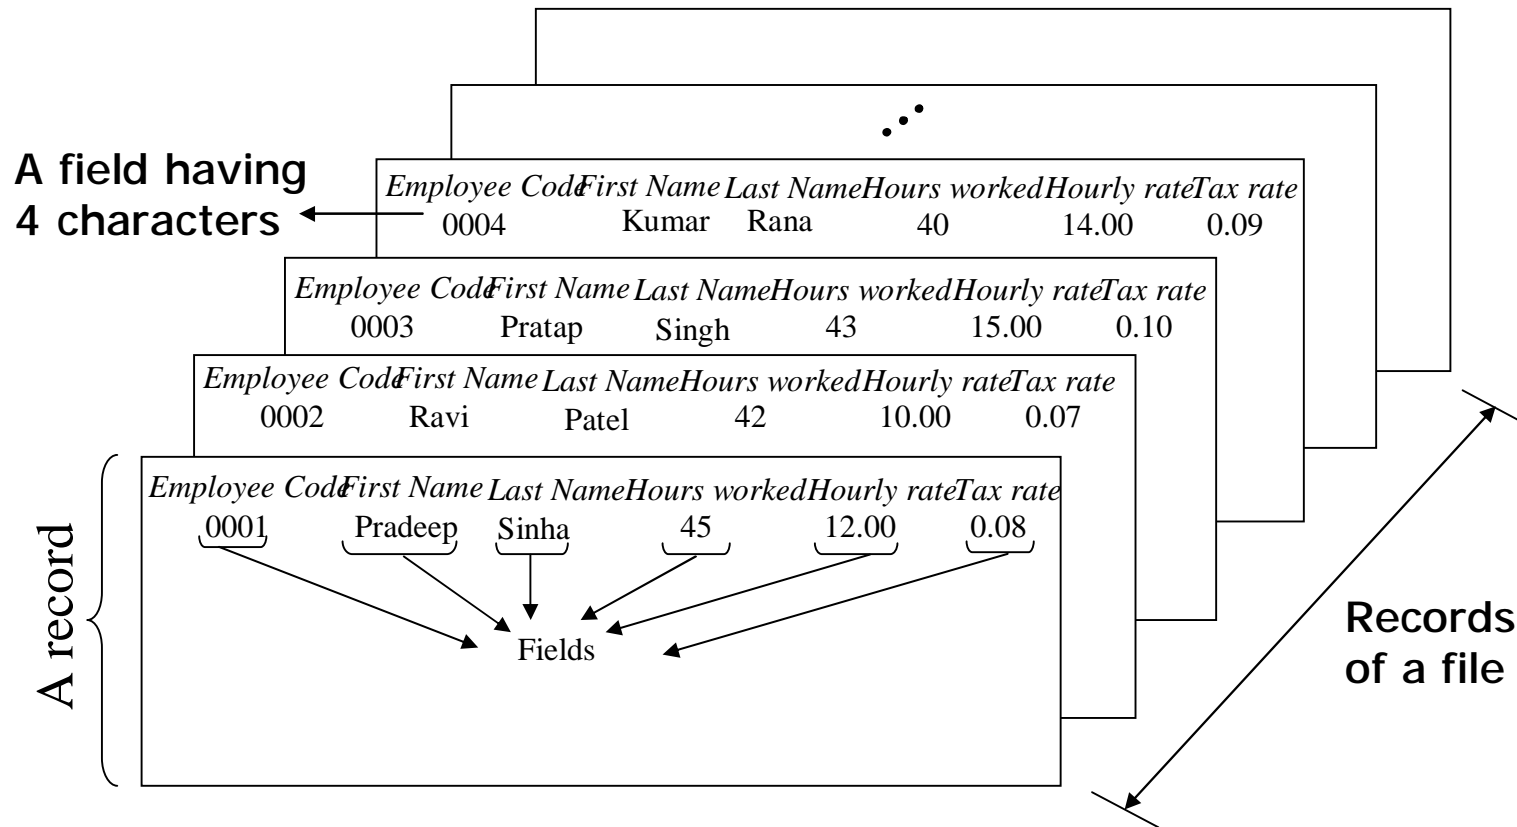 A field having
4 characters
Employee Code First Name Last Name Hours worked Hourly rate Tax rate
0004 Kumar Rana 40 14.00 0.09
Employee Code First Name Last Name Hours worked Hourly rate Tax rate
0003 Pratap Singh 43 15.00 0.10
Employee Code First Name Last Name Hours worked Hourly rate Tax rate
0002 Ravi Patel 42 10.00 0.07
Employee Code First Name Last Name Hours worked Hourly rate Tax rate
0001 Pradeep Sinha 45 12.00 0.08
Fields
A record
Records
of a file